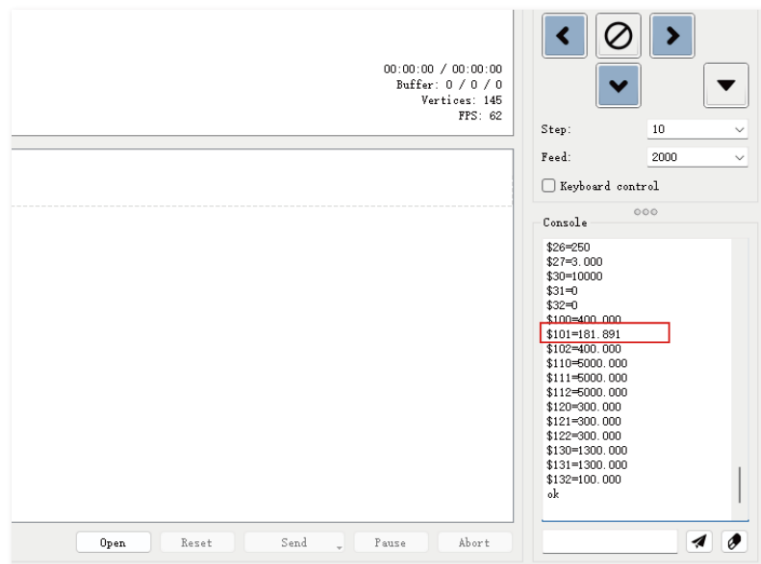 00:00:00 / 00:00:00
Buffer: 0 / 0 / 0
Vertices: 145
FPS: 62
Step: 10
Feed: 2000
Keyboard control
Console
$26=250
$27=3.000
$30=10000
$31=0
$32=0
$100=400.000
$101=181.891
$102=400.000
$110=5000.000
$111=5000.000
$112=5000.000
$120=300.000
$121=300.000
$122=300.000
$130=1300.000
$131=1300.000
$132=100.000
ok
Open Reset Send Pause Abort